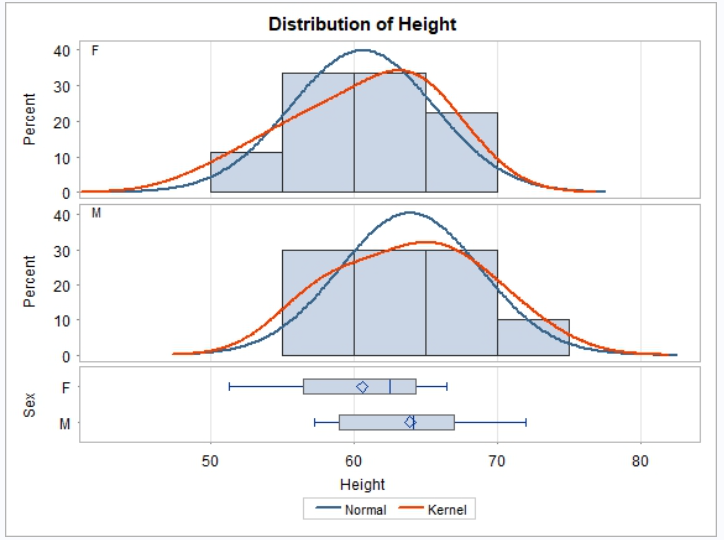 Distribution of Height
F
40
30
20
10
0
Percent
M
40
30
20
10
0
Percent
F
M
Sex
50 60 70 80
Height
Normal Kernel